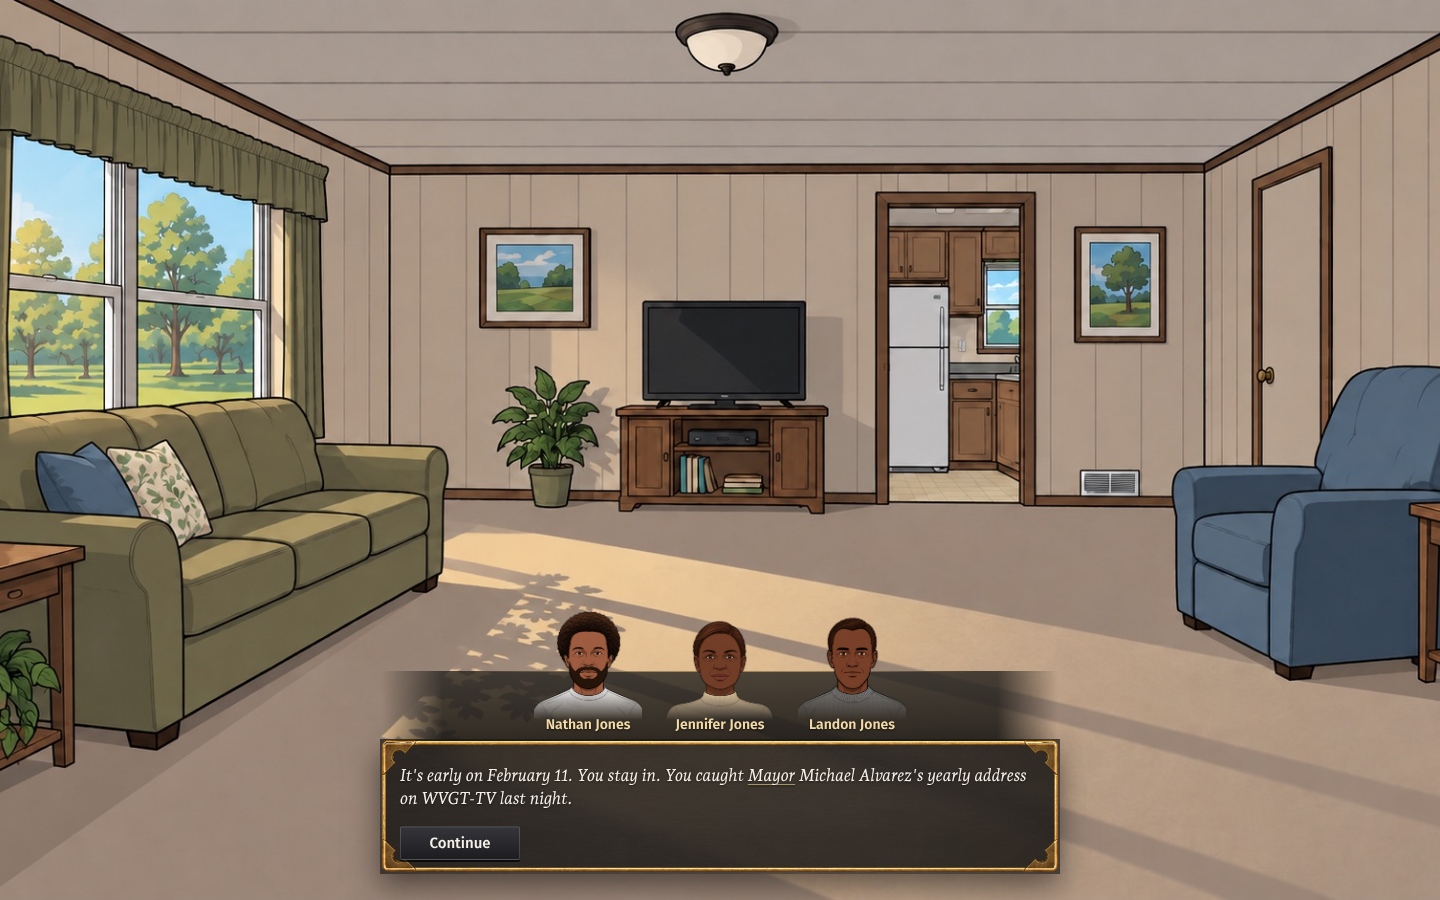 Nathan Jones
Jennifer Jones
Landon Jones
It's early on February 11. You stay in. You caught Mayor Michael Alvarez's yearly address
on WVGT-TV last night.
Continue